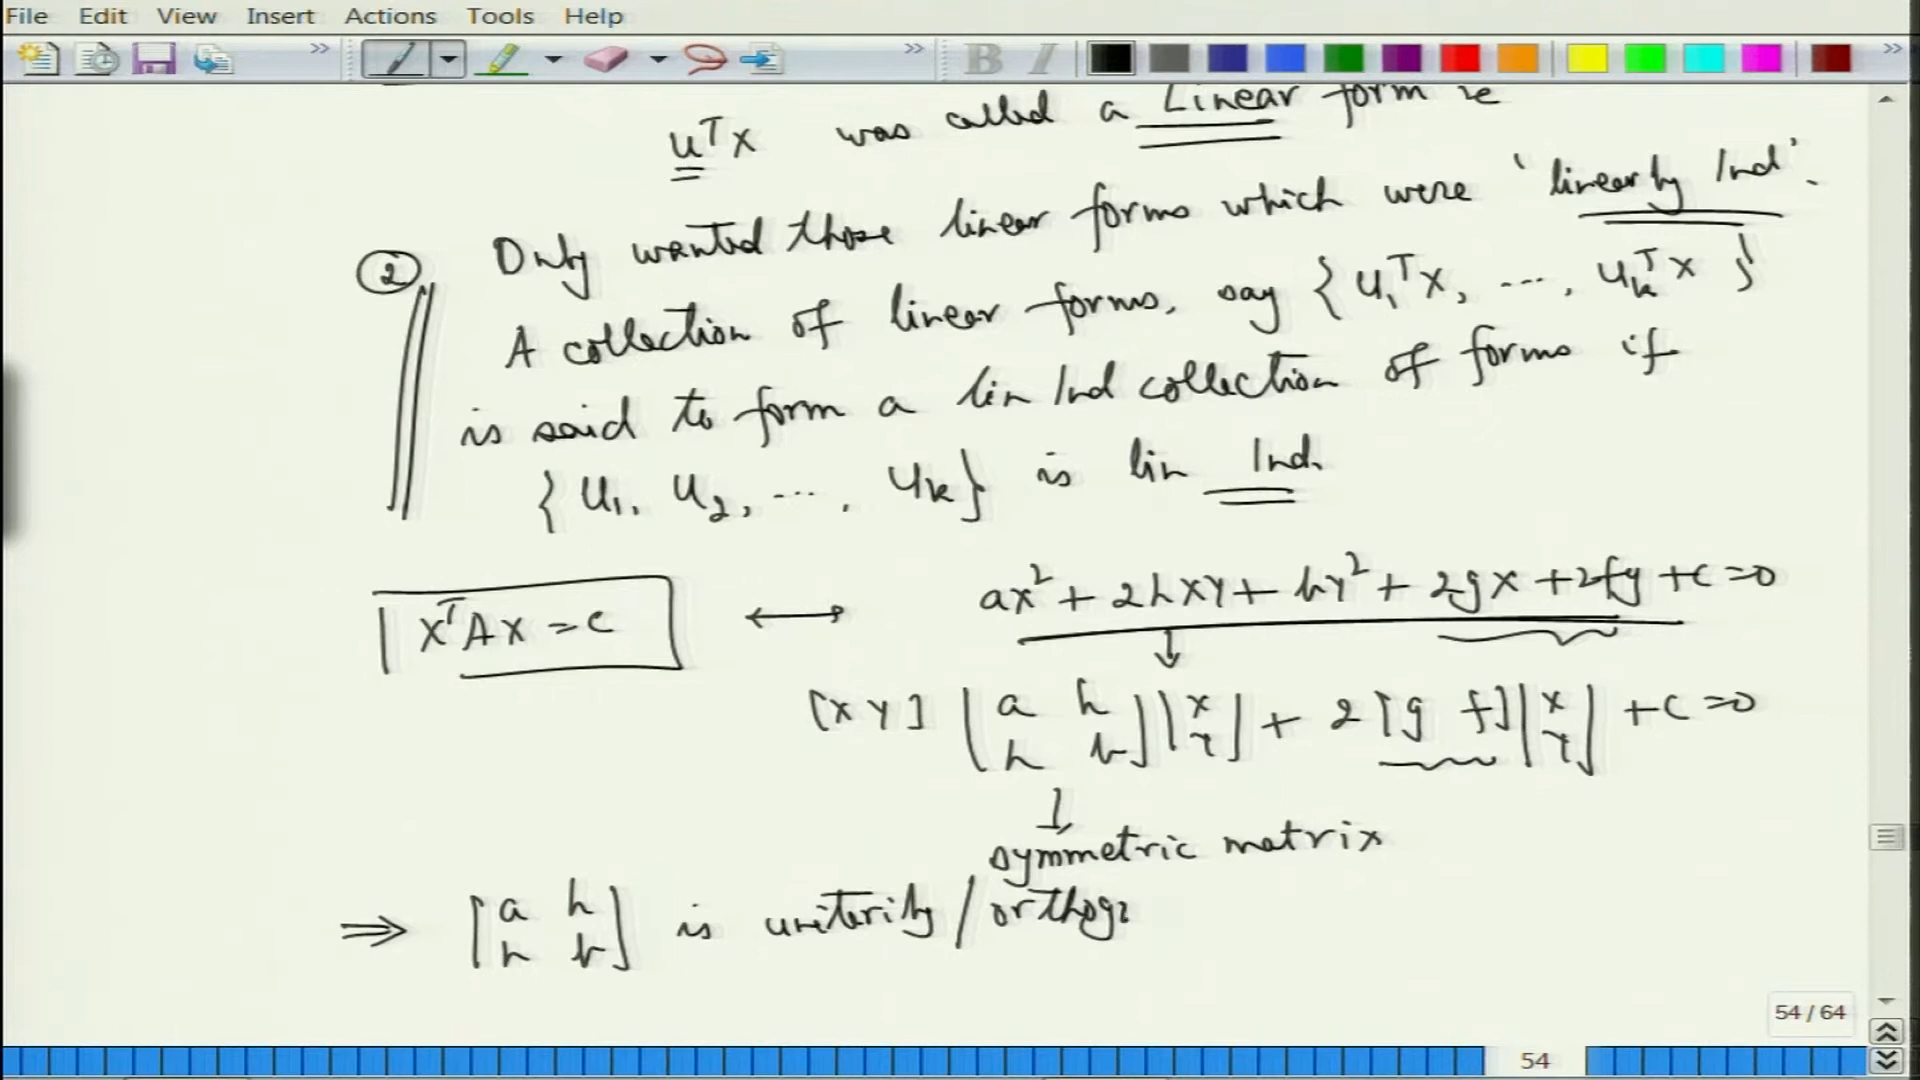 File Edit View Insert Actions Tools Help
B I
uᵀx was called a Linear form ie
② Only wanted those linear forms which were 'linearly Ind'.
A collection of linear forms, say { u₁ᵀx, ..., uₖᵀx }
is said to form a lin Ind collection of forms if
{ u₁, u₂, ..., uₖ } is lin Ind.
xᵀAx = c ⟷ ax² + 2hxy + by² + 2gx + 2fy + c = 0
[x y] [a h; h b] [x; y] + 2 [g f] [x; y] + c = 0
↓
symmetric matrix
⇒ [a h; h b] is unitarily / orthogo
54 / 64
54